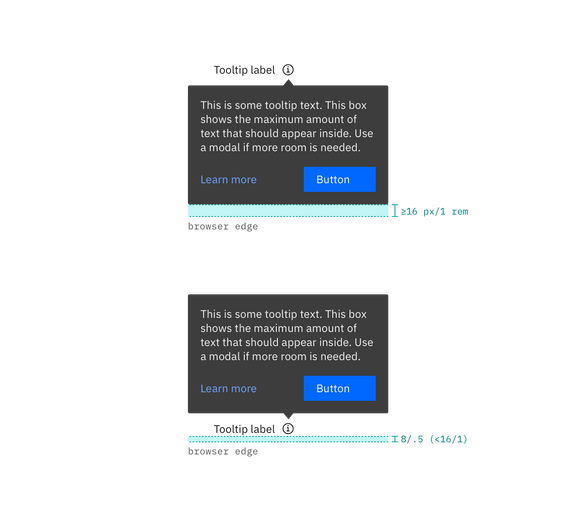 Tooltip label
This is some tooltip text. This box
shows the maximum amount of
text that should appear inside. Use
a modal if more room is needed.
Learn more
Button
≥16 px/1 rem
browser edge
This is some tooltip text. This box
shows the maximum amount of
text that should appear inside. Use
a modal if more room is needed.
Learn more
Button
Tooltip label
8/.5 (<16/1)
browser edge